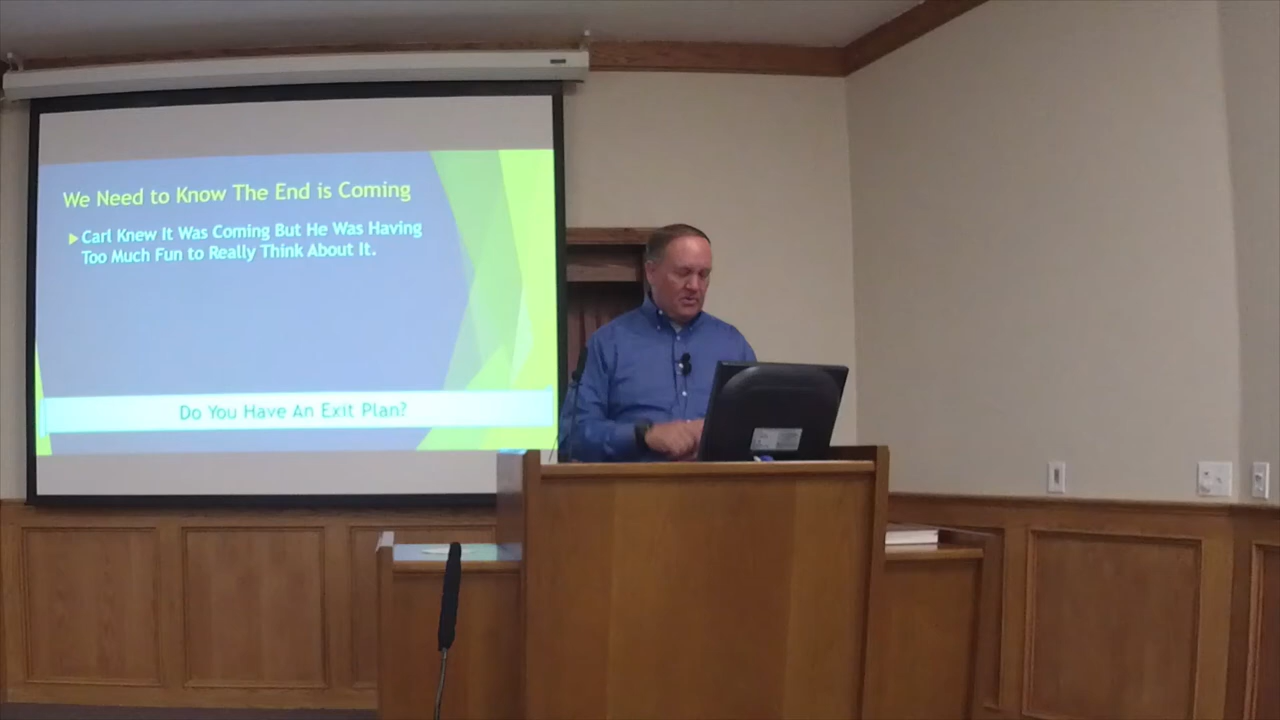 We Need to Know The End is Coming
Carl Knew It Was Coming But He Was Having
Too Much Fun to Really Think About It.
Do You Have An Exit Plan?